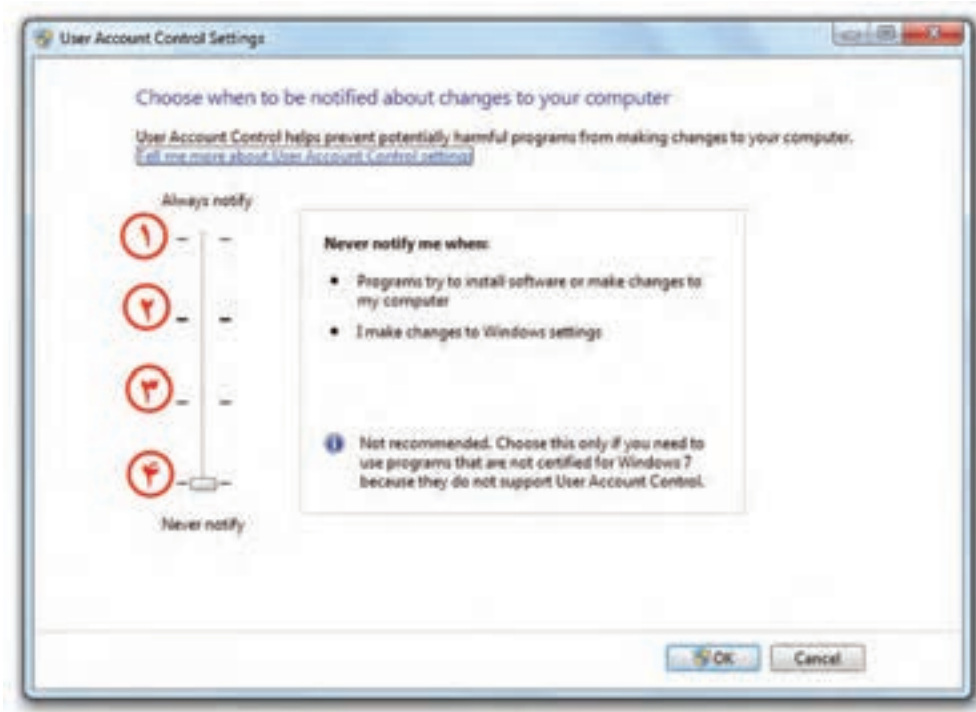 User Account Control Settings
Choose when to be notified about changes to your computer
User Account Control helps prevent potentially harmful programs from making changes to your computer.
Tell me more about User Account Control settings
Always notify
۱
۲
۳
۴
Never notify
Never notify me when:
• Programs try to install software or make changes to
my computer
• I make changes to Windows settings
Not recommended. Choose this only if you need to
use programs that are not certified for Windows 7
because they do not support User Account Control.
OK
Cancel